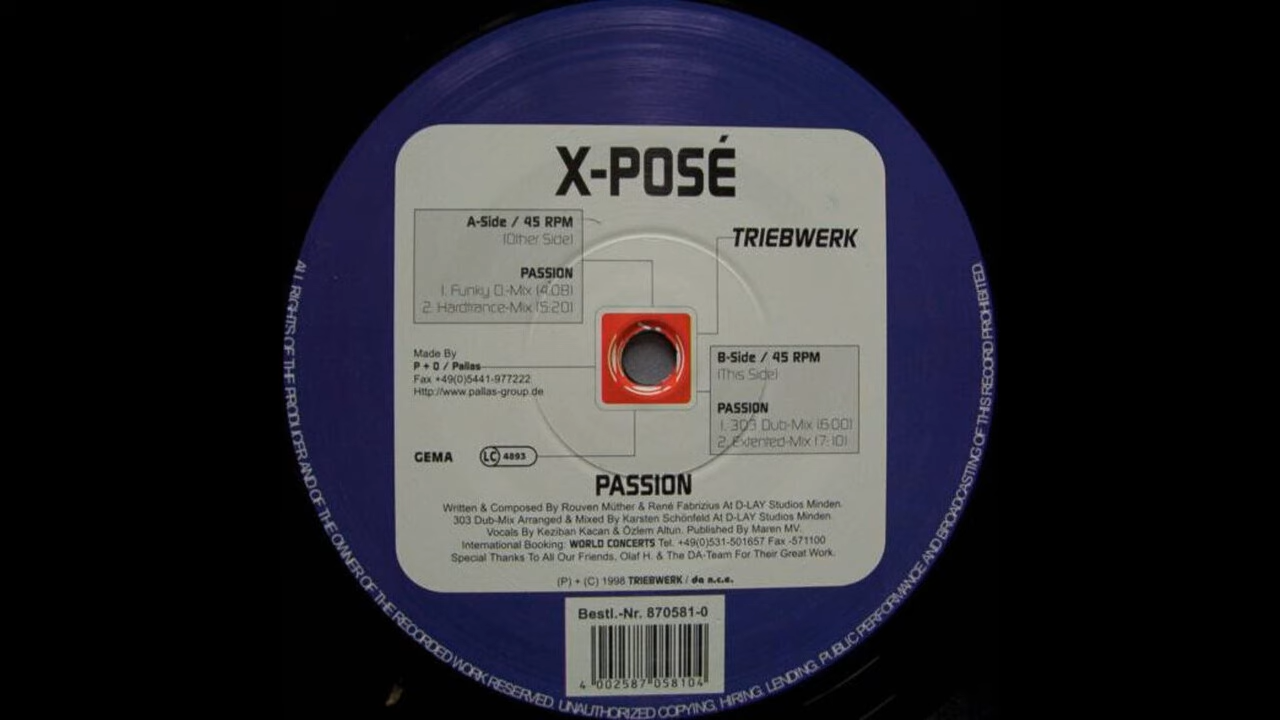 X-POSÉ
A-Side / 45 RPM
(Other Side)
PASSION
1. Funky D.-Mix (4.08)
2. Hardtrance-Mix (5:20)
TRIEBWERK
Made By
P + O / Pallas
Fax +49(0)5441-977222
Http://www.pallas-group.de
B-Side / 45 RPM
(This Side)
PASSION
1. 303 Dub-Mix (6:00)
2. Extented-Mix (7:10)
GEMA
LC 4893
PASSION
Written & Composed By Rouven Müther & René Fabrizius At D-LAY Studios Minden.
303 Dub-Mix Arranged & Mixed By Karsten Schönfeld At D-LAY Studios Minden.
Vocals By Keziban Kacan & Özlem Altun. Published By Maren MV.
International Booking: WORLD CONCERTS Tel. +49(0)531-501657 Fax -571100
Special Thanks To All Our Friends, Olaf H. & The DA-Team For Their Great Work.
(P) + (C) 1998 TRIEBWERK / da n.c.e.
Bestl.-Nr. 870581-0
4 002587 058104
ALL RIGHTS OF THE PRODUCER AND OF THE OWNER OF THE RECORDED WORK RESERVED. UNAUTHORIZED COPYING, HIRING, LENDING, PUBLIC PERFORMANCE AND BROADCASTING OF THIS RECORD PROHIBITED.